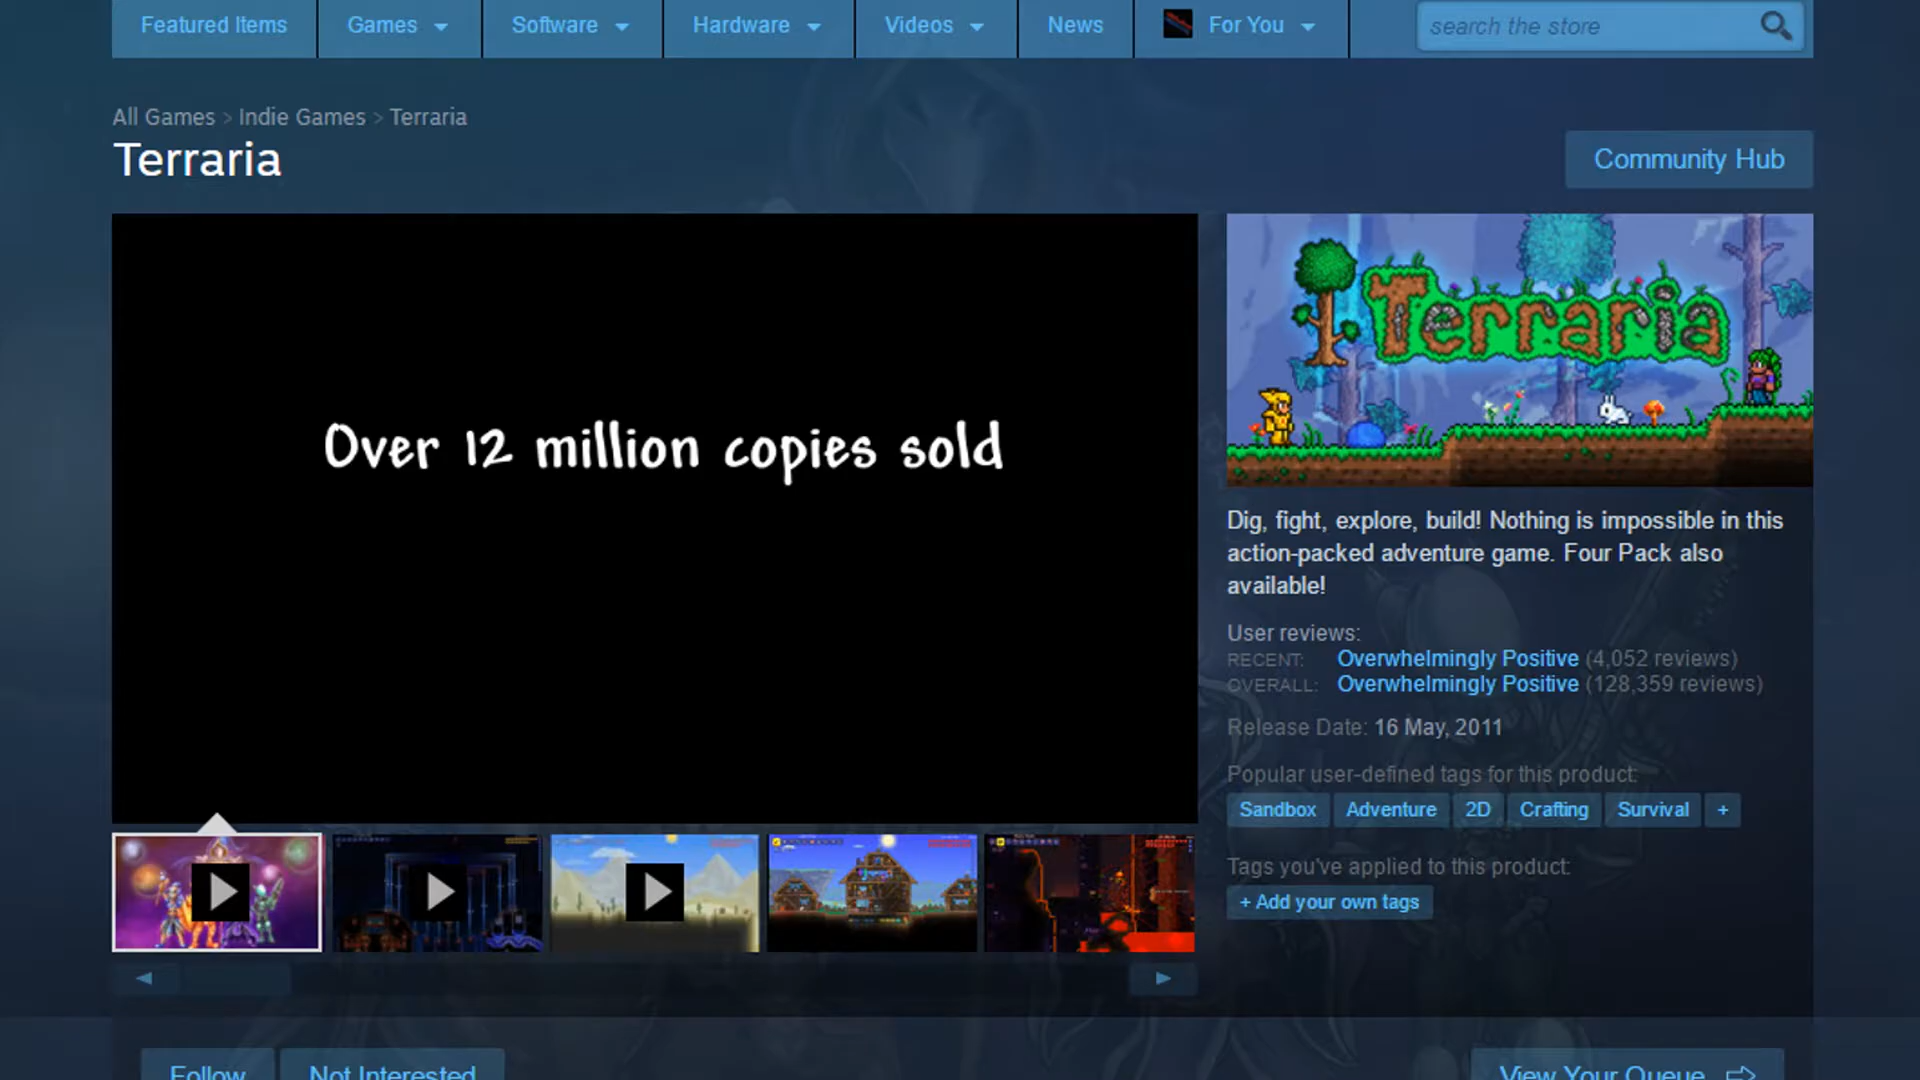 Featured Items
Games
Software
Hardware
Videos
News
For You
search the store
All Games > Indie Games > Terraria
Terraria
Community Hub
Over 12 million copies sold
Terraria
Dig, fight, explore, build! Nothing is impossible in this
action-packed adventure game. Four Pack also
available!
User reviews:
RECENT: Overwhelmingly Positive (4,052 reviews)
OVERALL: Overwhelmingly Positive (128,359 reviews)
Release Date: 16 May, 2011
Popular user-defined tags for this product:
Sandbox Adventure 2D Crafting Survival +
Tags you've applied to this product:
+ Add your own tags
Follow
Not Interested
View Your Queue